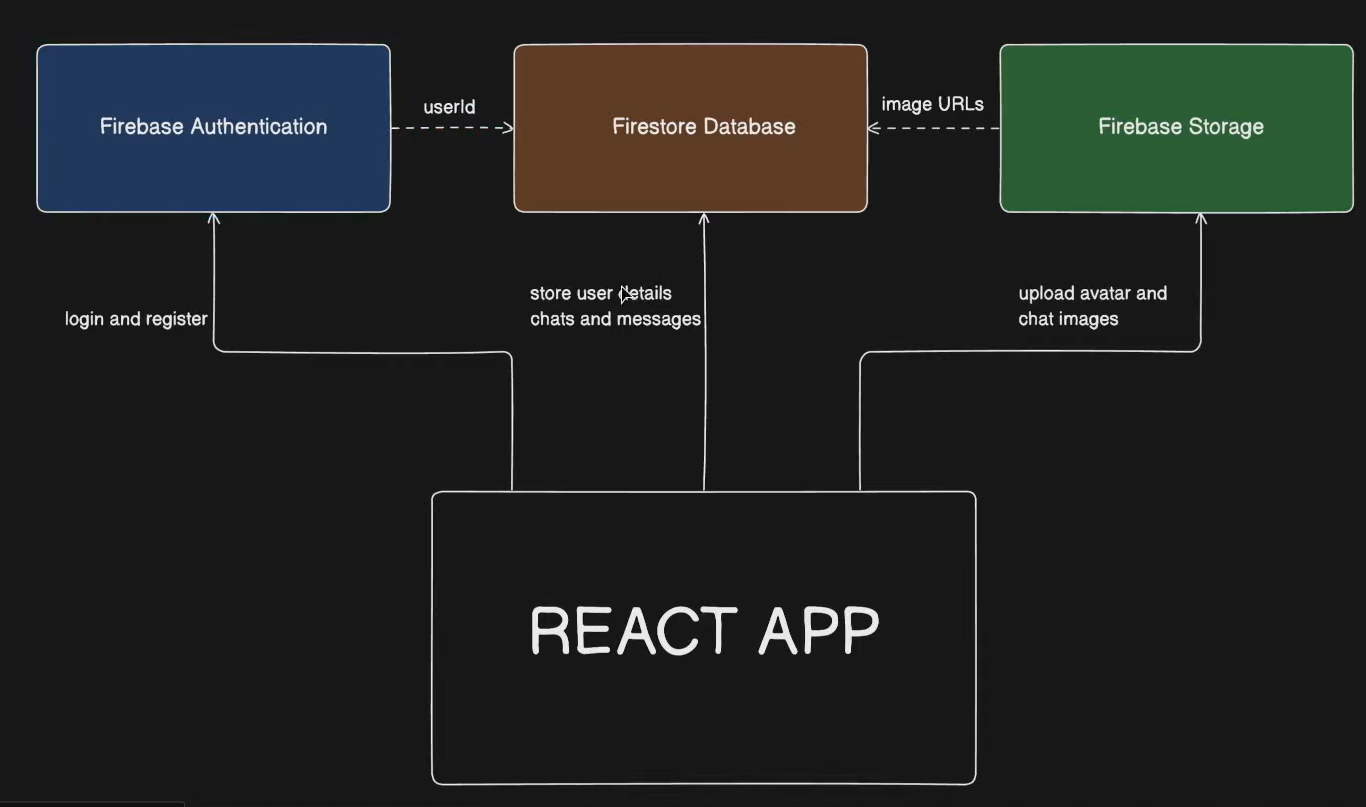 userId
image URLs
Firebase Authentication
Firestore Database
Firebase Storage
store user details
chats and messages
upload avatar and
chat images
login and register
REACT APP